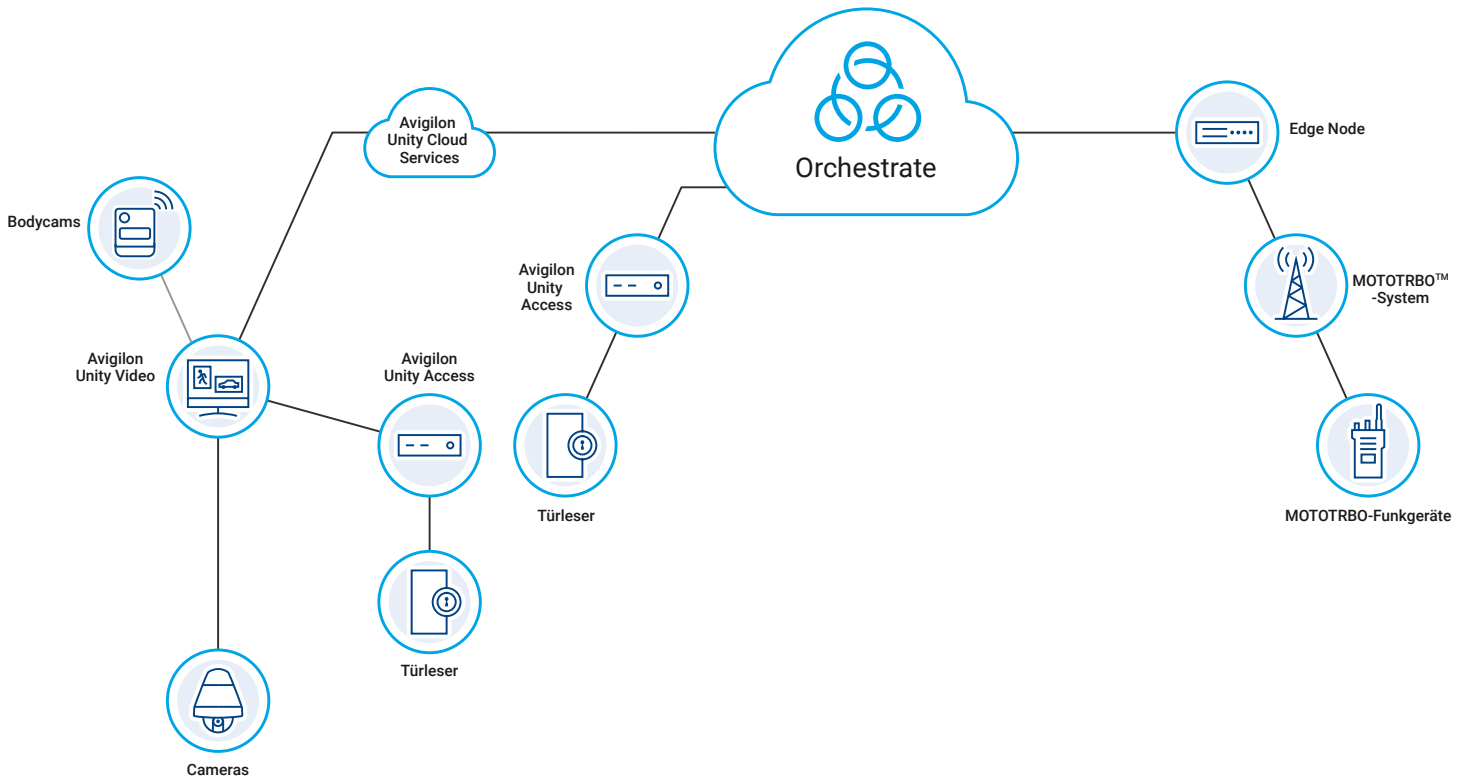 Avigilon
Unity Cloud
Services
Orchestrate
Edge Node
Bodycams
Avigilon
Unity
Access
MOTOTRBO™
-System
Avigilon
Unity Video
Avigilon
Unity Access
Türleser
MOTOTRBO-Funkgeräte
Türleser
Cameras